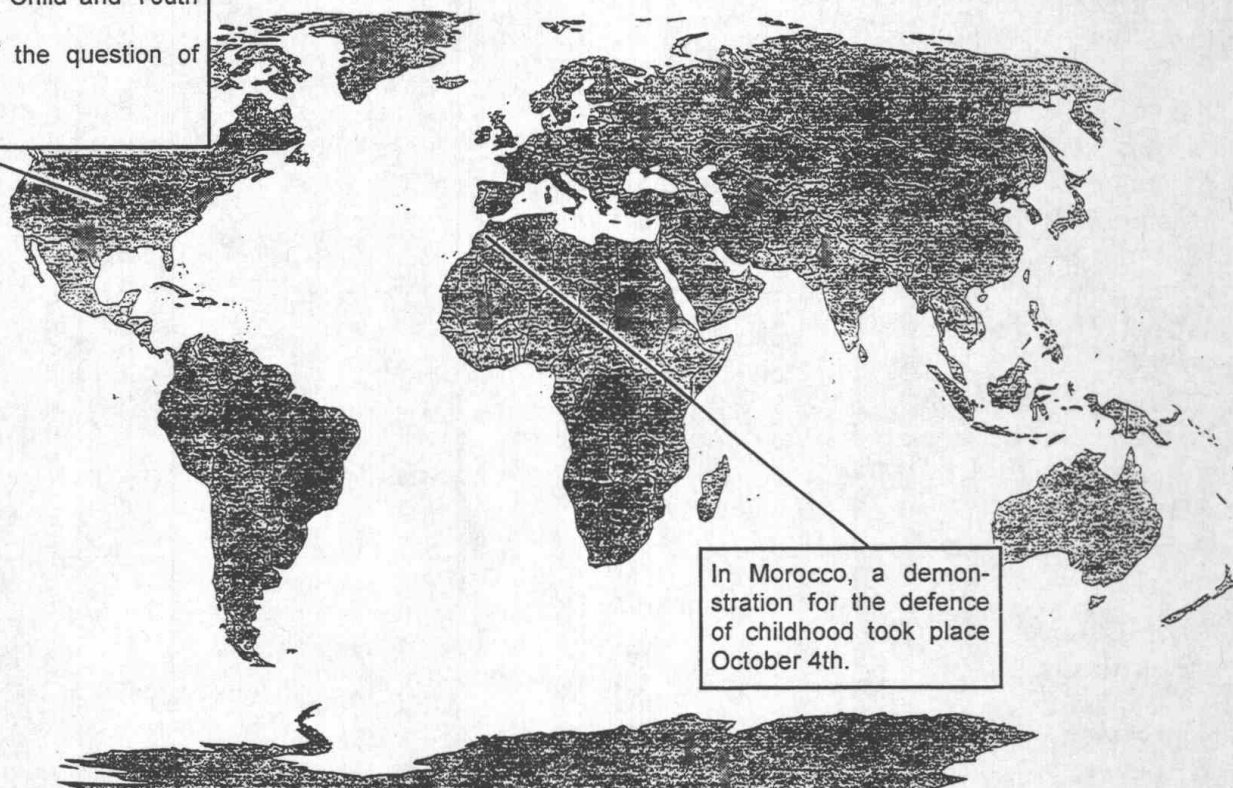 Child and Youth
the question of
In Morocco, a demon-
stration for the defence
of childhood took place
October 4th.